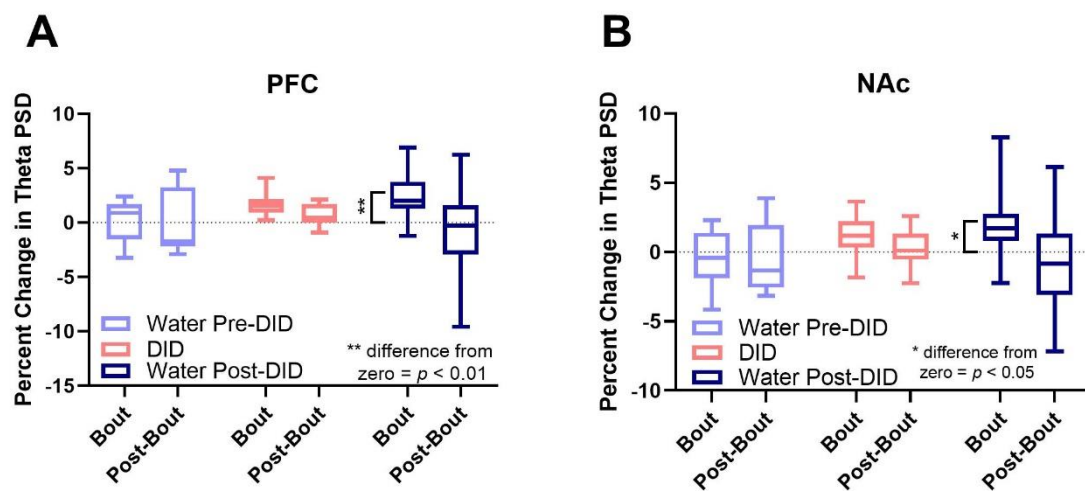 A
PFC
Percent Change in Theta PSD
10
5
0
-5
-10
-15
**
Water Pre-DID
DID
Water Post-DID
** difference from
zero = p < 0.01
Bout
Post-Bout
Bout
Post-Bout
Bout
Post-Bout
B
NAc
Percent Change in Theta PSD
10
5
0
-5
-10
*
Water Pre-DID
DID
Water Post-DID
* difference from
zero = p < 0.05
Bout
Post-Bout
Bout
Post-Bout
Bout
Post-Bout